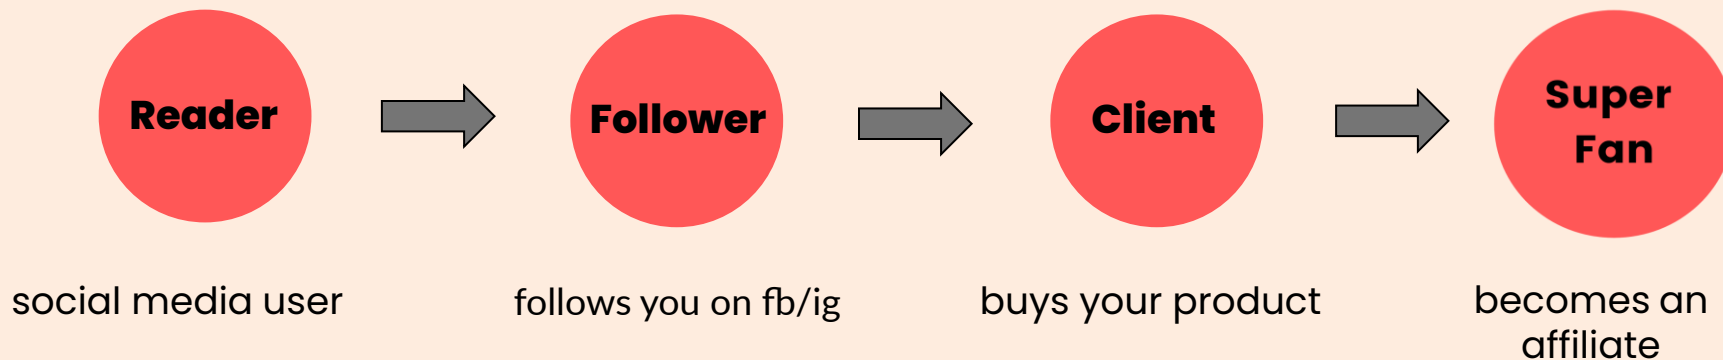 Reader
Follower
Client
Super
Fan
social media user
follows you on fb/ig
buys your product
becomes an
affiliate